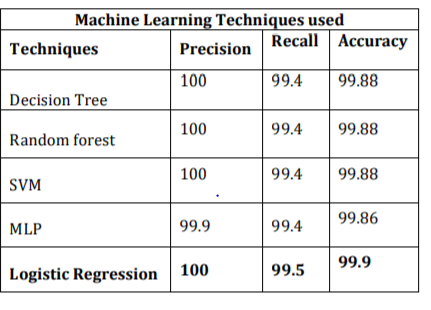 Machine Learning Techniques used
Techniques Precision Recall Accuracy
Decision Tree 100 99.4 99.88
Random forest 100 99.4 99.88
SVM 100 99.4 99.88
MLP 99.9 99.4 99.86
Logistic Regression 100 99.5 99.9